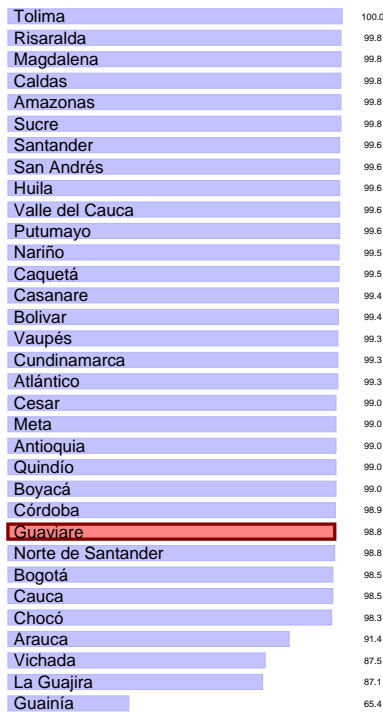 Tolima 100.0
Risaralda 99.8
Magdalena 99.8
Caldas 99.8
Amazonas 99.8
Sucre 99.8
Santander 99.6
San Andrés 99.6
Huila 99.6
Valle del Cauca 99.6
Putumayo 99.6
Nariño 99.5
Caquetá 99.5
Casanare 99.4
Bolivar 99.4
Vaupés 99.3
Cundinamarca 99.3
Atlántico 99.3
Cesar 99.0
Meta 99.0
Antioquia 99.0
Quindío 99.0
Boyacá 99.0
Córdoba 98.9
Guaviare 98.8
Norte de Santander 98.8
Bogotá 98.5
Cauca 98.5
Chocó 98.3
Arauca 91.4
Vichada 87.5
La Guajira 87.1
Guainía 65.4